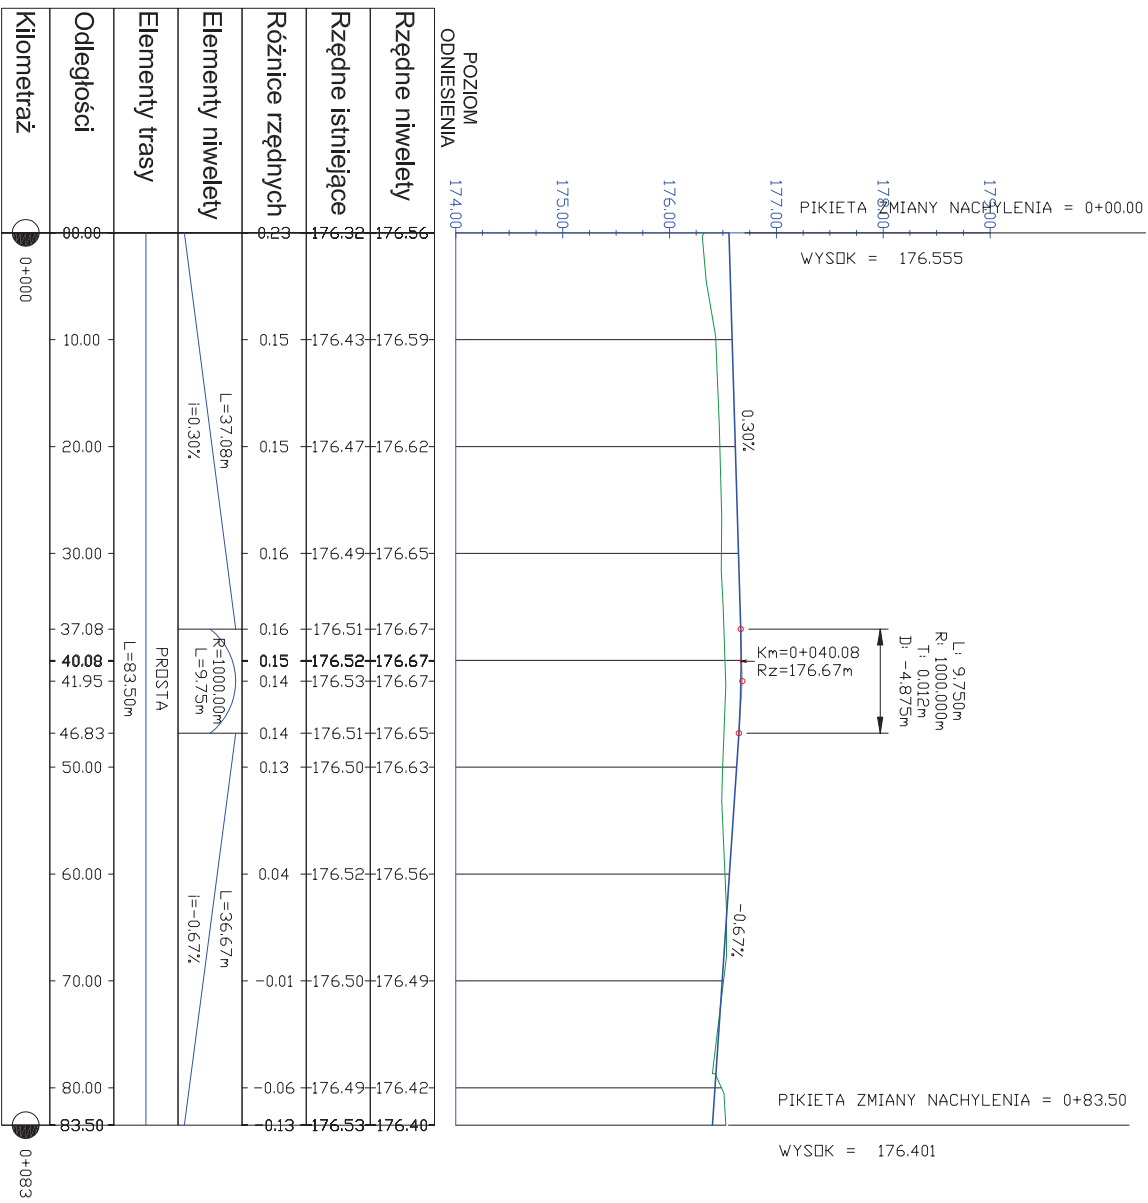 POZIOM
ODNIESIENIA
174.00
175.00
176.00
177.00
178.00
179.00
PIKIETA ZMIANY NACHYLENIA = 0+00.00
WYSOK = 176.555
0.30%
Km=0+040.08
Rz=176.67m
L: 9.750m
R: 1000.000m
T: 0.012m
D: -4.875m
-0.67%
PIKIETA ZMIANY NACHYLENIA = 0+83.50
WYSOK = 176.401
Rzędne niwelety
176.56
176.59
176.62
176.65
176.67
176.67
176.67
176.65
176.63
176.56
176.49
176.42
176.40
Rzędne istniejące
176.32
176.43
176.47
176.49
176.51
176.52
176.53
176.51
176.50
176.52
176.50
176.49
176.53
Różnice rzędnych
0.23
0.15
0.15
0.16
0.16
0.15
0.14
0.14
0.13
0.04
-0.01
-0.06
-0.13
Elementy niwelety
L=37.08m
i=0.30%
R=1000.00m
L=9.75m
L=36.67m
i=-0.67%
Elementy trasy
PROSTA
L=83.50m
Odległości
00.00
10.00
20.00
30.00
37.08
40.08
41.95
46.83
50.00
60.00
70.00
80.00
83.50
Kilometraż
0+000
0+083